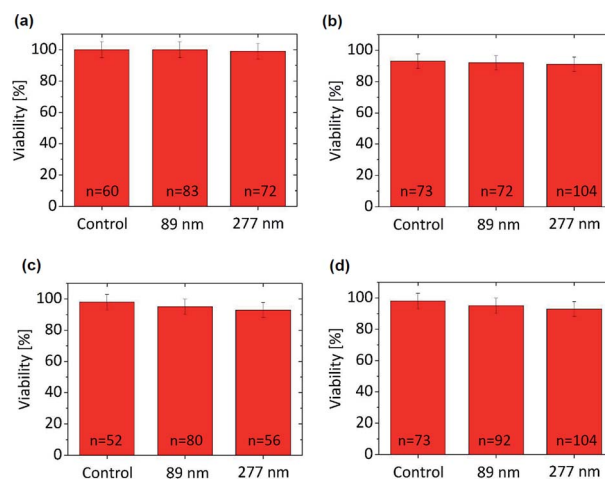 (a)
100
80
60
40
20
0
Viability [%]
n=60 n=83 n=72
Control 89 nm 277 nm
(b)
100
80
60
40
20
0
Viability [%]
n=73 n=72 n=104
Control 89 nm 277 nm
(c)
100
80
60
40
20
0
Viability [%]
n=52 n=80 n=56
Control 89 nm 277 nm
(d)
100
80
60
40
20
0
Viability [%]
n=73 n=92 n=104
Control 89 nm 277 nm